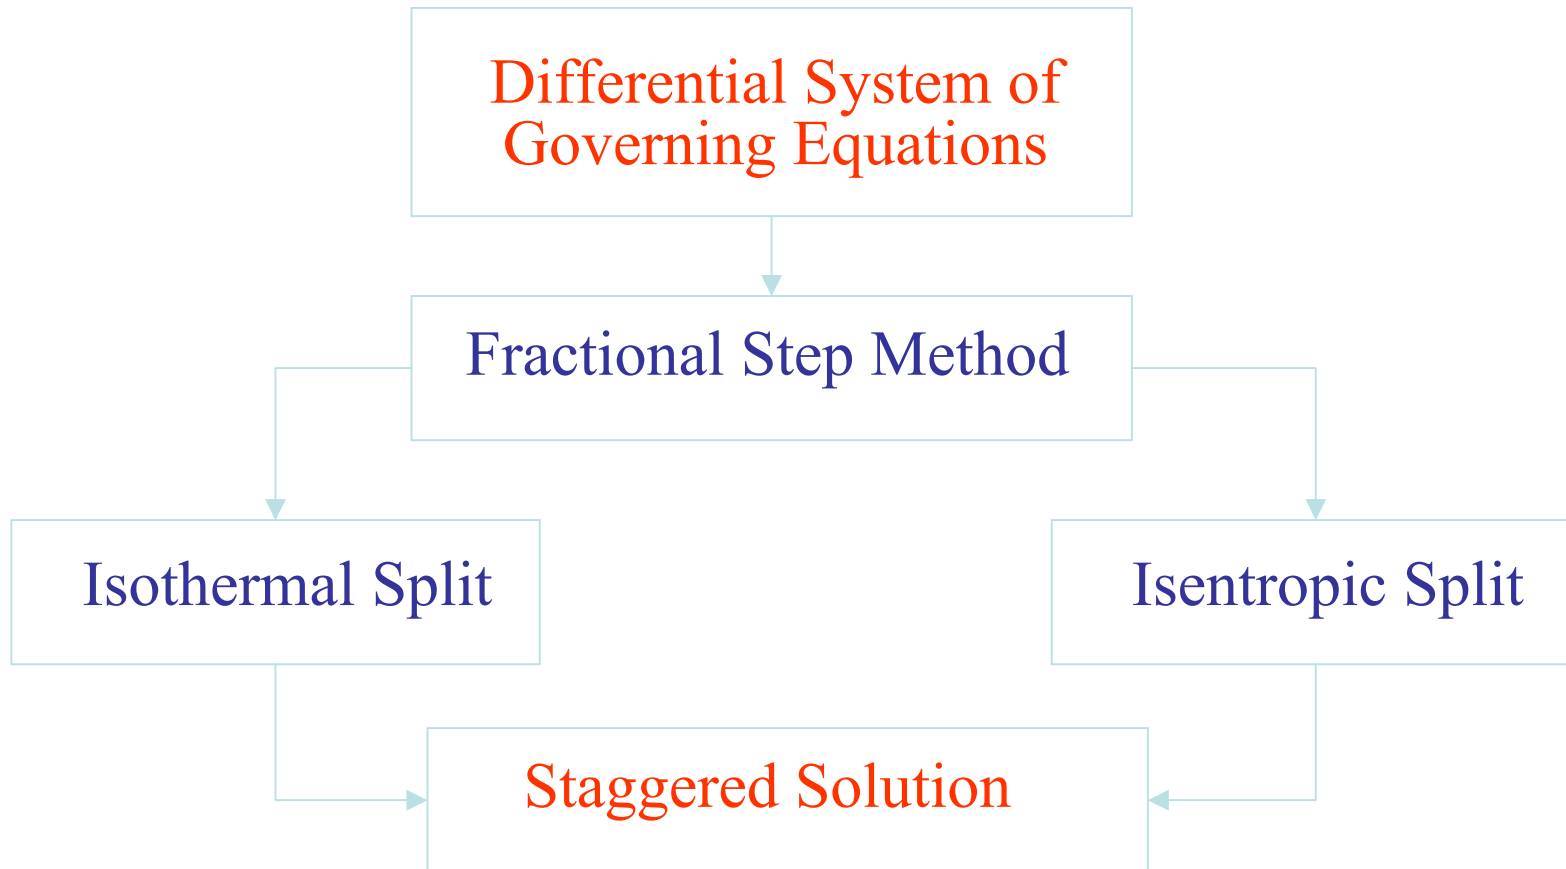 Differential System of
Governing Equations
Fractional Step Method
Isothermal Split
Isentropic Split
Staggered Solution